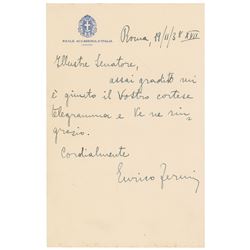 REALE ACCADEMIA D'ITALIA
Roma, 19/11/38 XVII
Illustre Senatore,
assai gradito mi
è giunto il Vostro cortese
telegramma e Ve ne rin-
grazio.
Cordialmente
Enrico Fermi